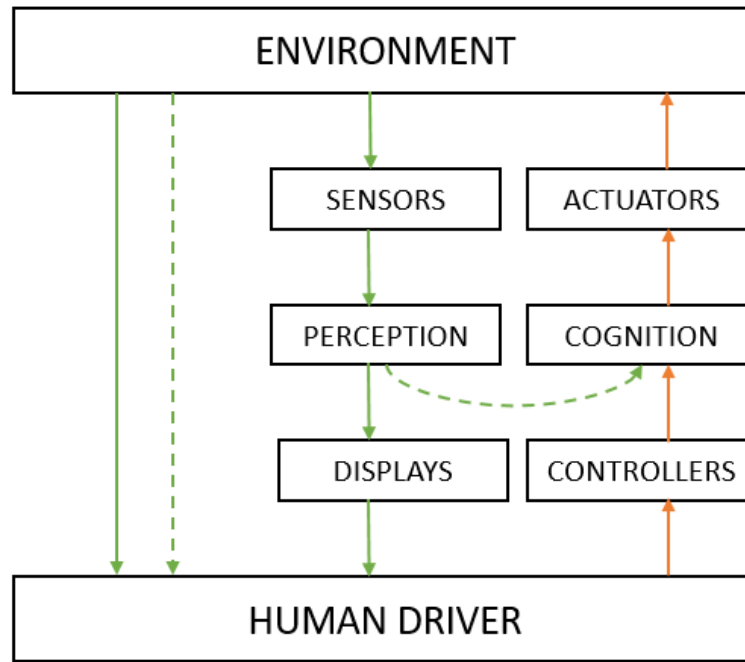 ENVIRONMENT
SENSORS
ACTUATORS
PERCEPTION
COGNITION
DISPLAYS
CONTROLLERS
HUMAN DRIVER